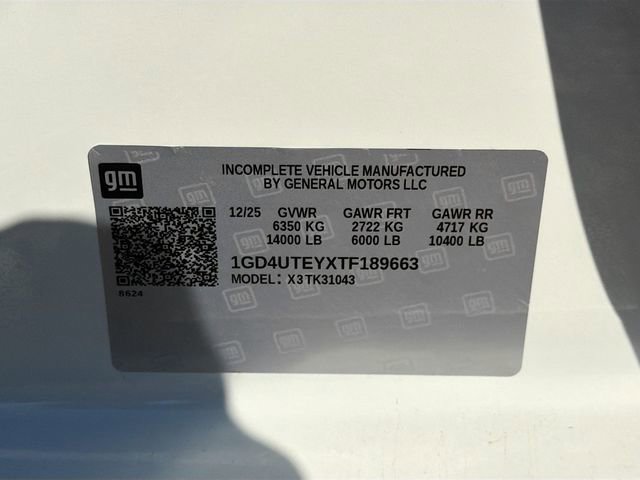 gm
INCOMPLETE VEHICLE MANUFACTURED
BY GENERAL MOTORS LLC
12/25 GVWR GAWR FRT GAWR RR
6350 KG 2722 KG 4717 KG
14000 LB 6000 LB 10400 LB
1GD4UTEYXTF189663
MODEL: X3TK31043
8624